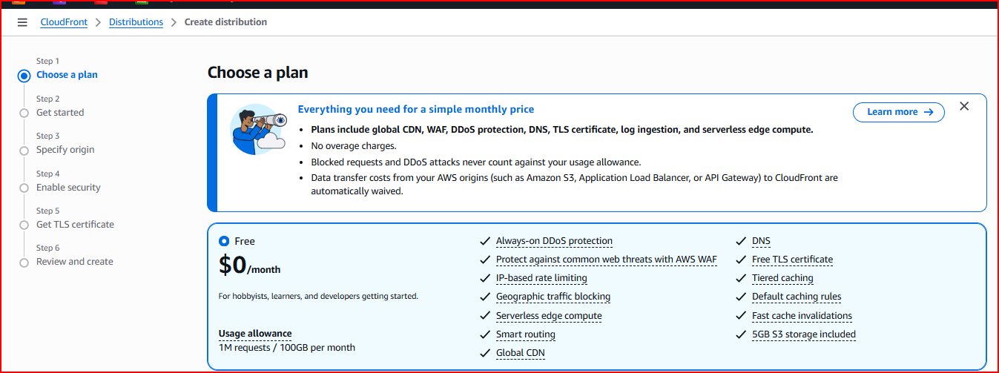 CloudFront > Distributions > Create distribution
Step 1
Choose a plan
Step 2
Get started
Step 3
Specify origin
Step 4
Enable security
Step 5
Get TLS certificate
Step 6
Review and create
Choose a plan
Everything you need for a simple monthly price
Learn more →
• Plans include global CDN, WAF, DDoS protection, DNS, TLS certificate, log ingestion, and serverless edge compute.
• No overage charges.
• Blocked requests and DDoS attacks never count against your usage allowance.
• Data transfer costs from your AWS origins (such as Amazon S3, Application Load Balancer, or API Gateway) to CloudFront are
automatically waived.
Free
$0/month
For hobbyists, learners, and developers getting started.
Usage allowance
1M requests / 100GB per month
Always-on DDoS protection
Protect against common web threats with AWS WAF
IP-based rate limiting
Geographic traffic blocking
Serverless edge compute
Smart routing
Global CDN
DNS
Free TLS certificate
Tiered caching
Default caching rules
Fast cache invalidations
5GB S3 storage included